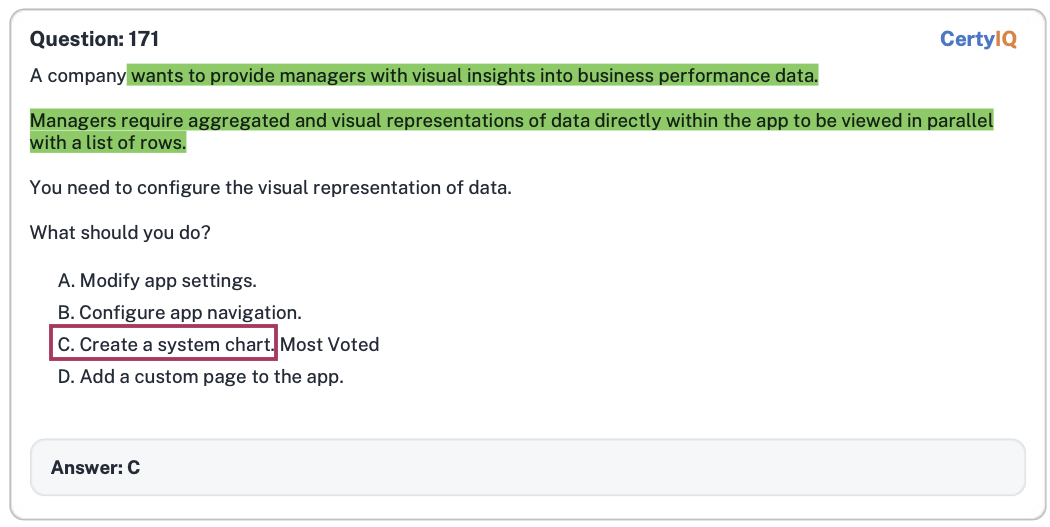 Question: 171
CertyIQ
A company wants to provide managers with visual insights into business performance data.
Managers require aggregated and visual representations of data directly within the app to be viewed in parallel
with a list of rows.
You need to configure the visual representation of data.
What should you do?
A. Modify app settings.
B. Configure app navigation.
C. Create a system chart. Most Voted
D. Add a custom page to the app.
Answer: C